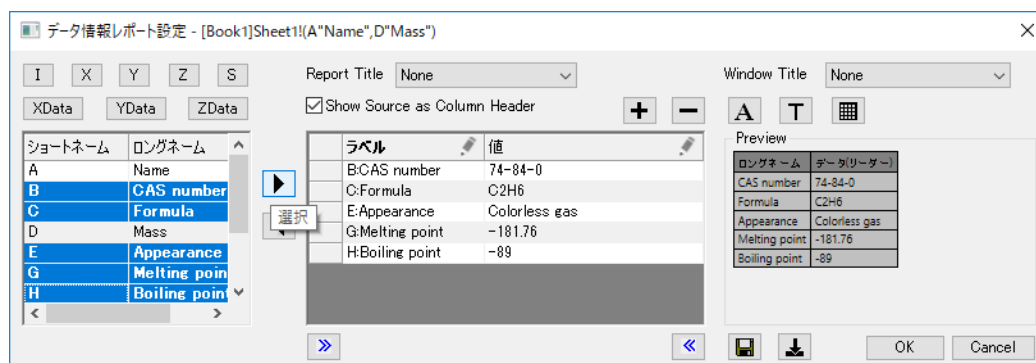 データ情報レポート設定 - [Book1]Sheet1!(A"Name",D"Mass")
I X Y Z S
XData YData ZData
Report Title None
Show Source as Column Header
Window Title None
A T
ショートネーム ロングネーム
A Name
B CAS number
C Formula
D Mass
E Appearance
G Melting poin
H Boiling point
選択
ラベル 値
B:CAS number 74-84-0
C:Formula C2H6
E:Appearance Colorless gas
G:Melting point -181.76
H:Boiling point -89
Preview
ロングネーム データ(リーダー)
CAS number 74-84-0
Formula C2H6
Appearance Colorless gas
Melting point -181.76
Boiling point -89
OK Cancel